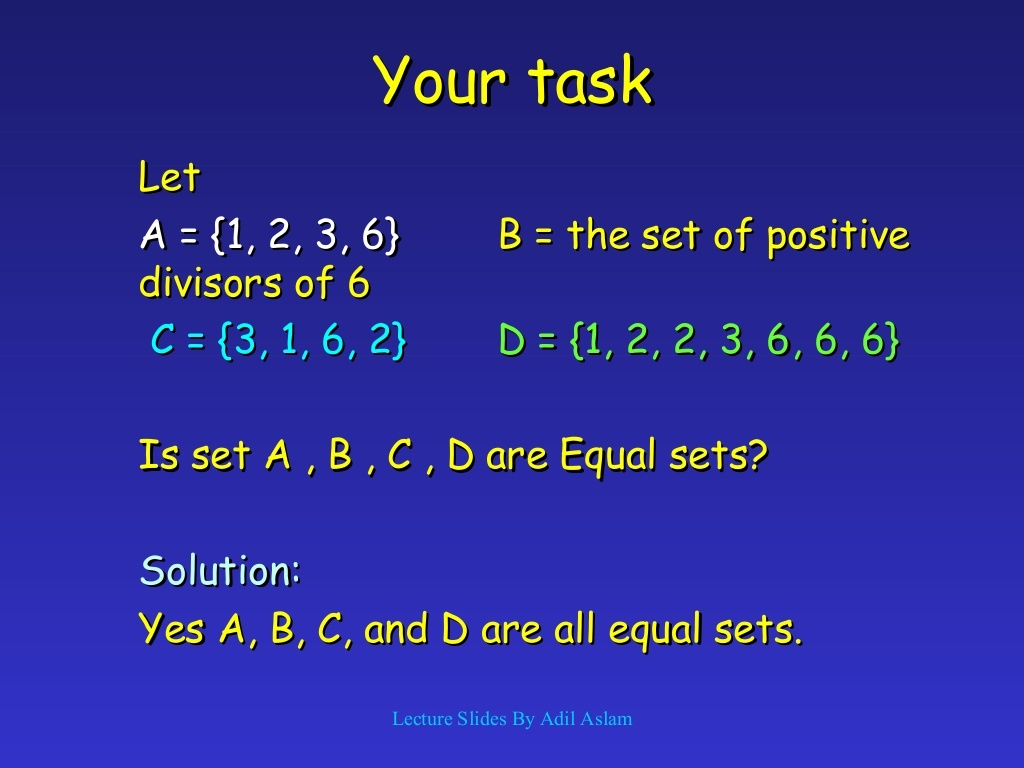 Your task
Let
A = {1, 2, 3, 6} B = the set of positive
divisors of 6
C = {3, 1, 6, 2} D = {1, 2, 2, 3, 6, 6, 6}
Is set A , B , C , D are Equal sets?
Solution:
Yes A, B, C, and D are all equal sets.
Lecture Slides By Adil Aslam